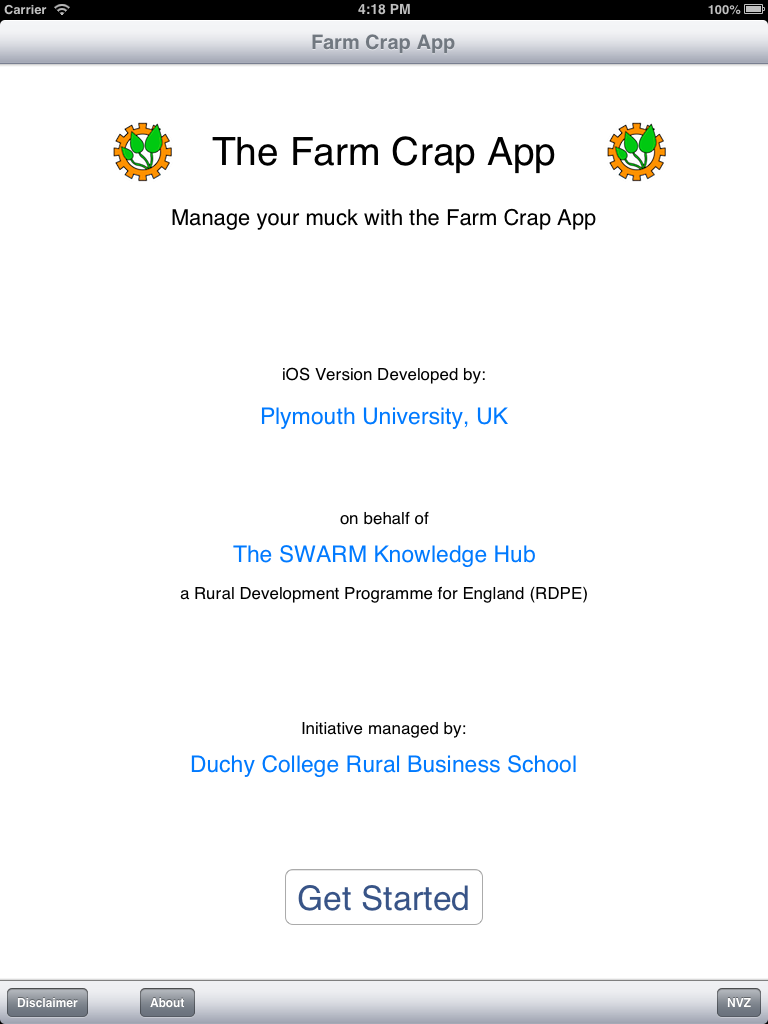 Carrier 4:18 PM 100%
Farm Crap App
The Farm Crap App
Manage your muck with the Farm Crap App
iOS Version Developed by:
Plymouth University, UK
on behalf of
The SWARM Knowledge Hub
a Rural Development Programme for England (RDPE)
Initiative managed by:
Duchy College Rural Business School
Get Started
Disclaimer About NVZ